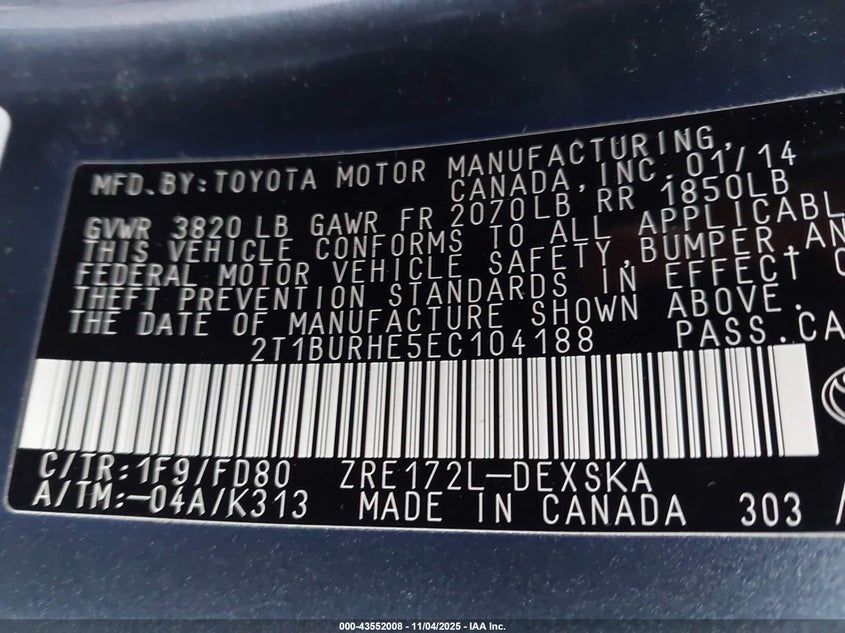 MFD.BY:TOYOTA MOTOR MANUFACTURING,
CANADA,INC. 01/14
GVWR 3820 LB GAWR FR 2070LB RR 1850LB
THIS VEHICLE CONFORMS TO ALL APPLICABL
FEDERAL MOTOR VEHICLE SAFETY,BUMPER,AN
THEFT PREVENTION STANDARDS IN EFFECT O
THE DATE OF MANUFACTURE SHOWN ABOVE.
2T1BURHE5EC104188 PASS.CA
C/TR:1F9/FD80 ZRE172L-DEXSKA
A/TM:-04A/K313 MADE IN CANADA 303
000-43552008 - 11/04/2025 - IAA Inc.